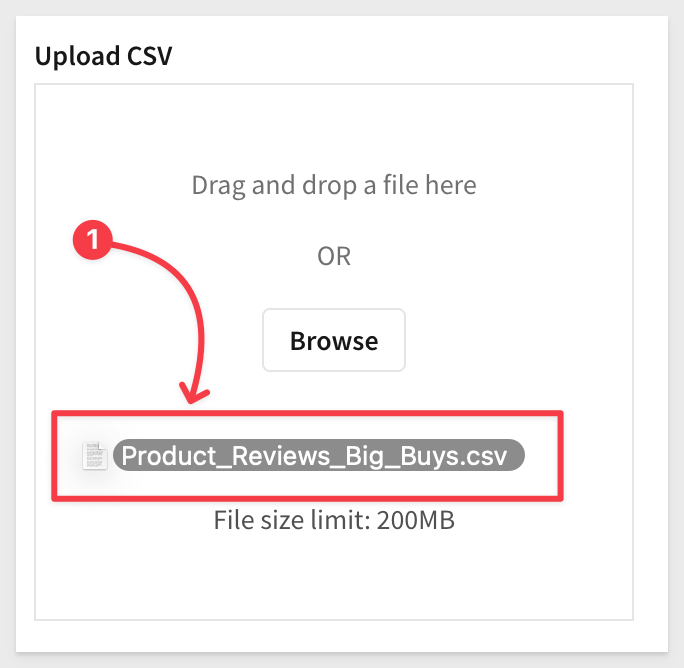 Upload CSV
Drag and drop a file here
1
OR
Browse
Product_Reviews_Big_Buys.csv
File size limit: 200MB